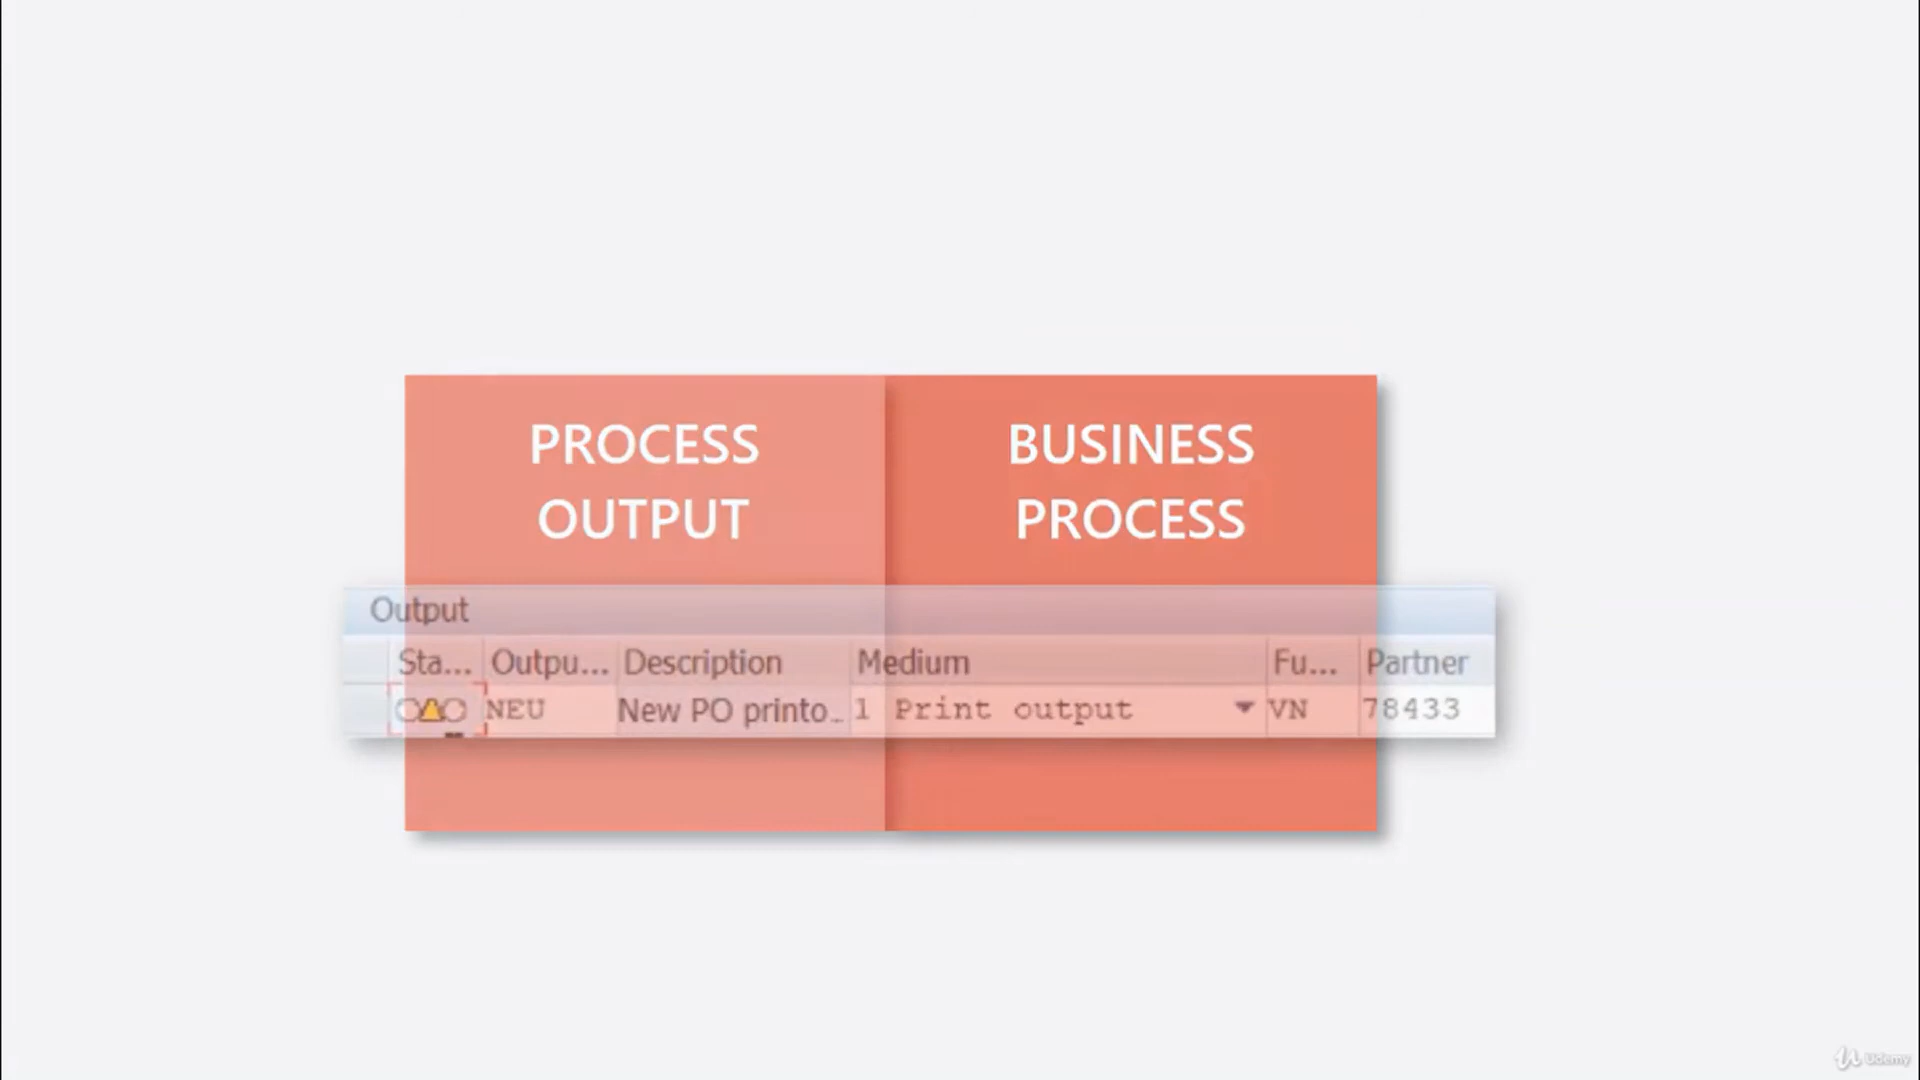 PROCESS
OUTPUT
BUSINESS
PROCESS
Output
Sta... Outpu... Description Medium Fu... Partner
NEU New PO printo.. 1 Print output VN 78433
Udemy